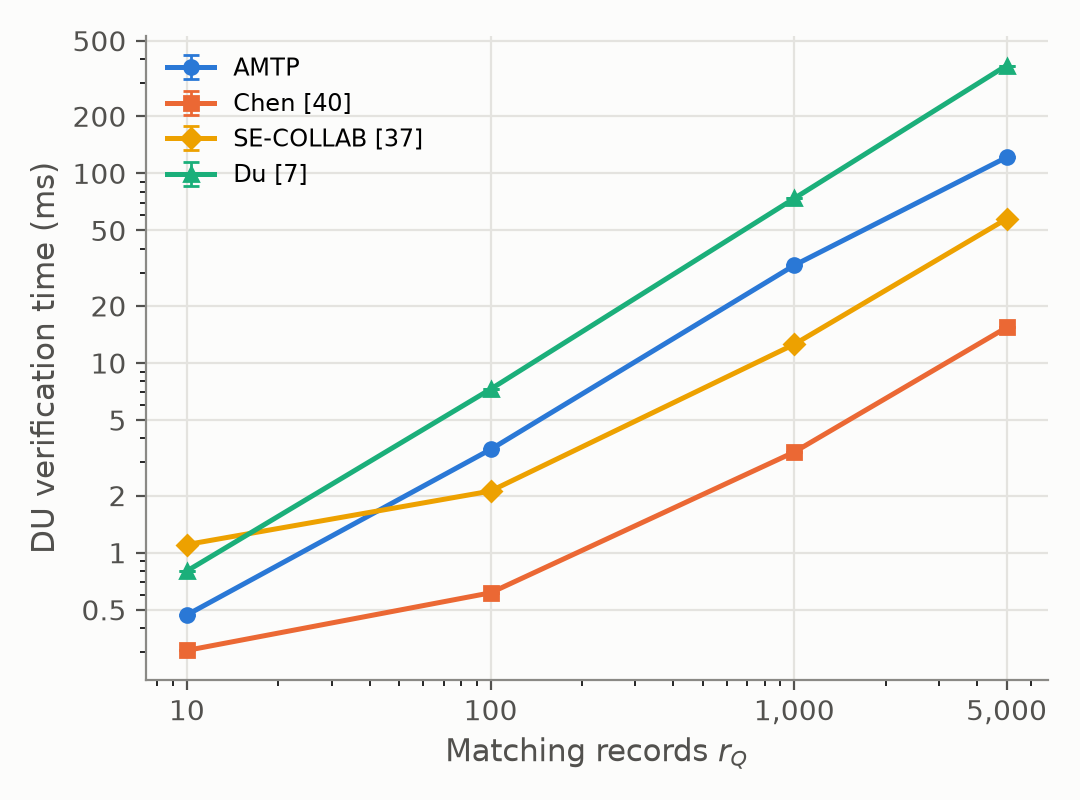 500
200
100
50
20
10
5
2
1
0.5
DU verification time (ms)
AMTP
Chen [40]
SE-COLLAB [37]
Du [7]
10
100
1,000
5,000
Matching records r_Q